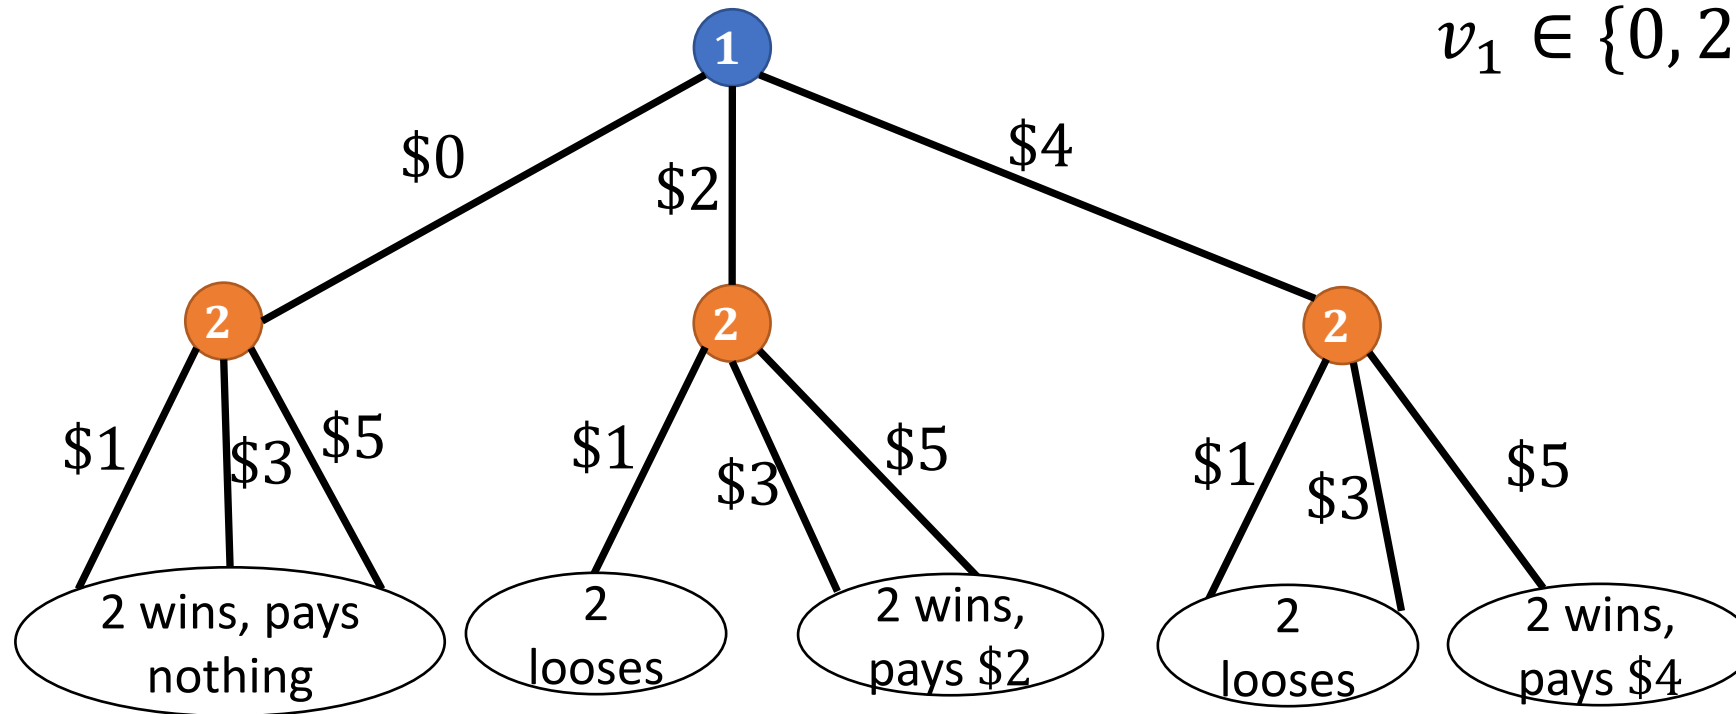 1
v₁ ∈ {0, 2
$0
$2
$4
2
2
2
$1
$3
$5
$1
$3
$5
$1
$3
$5
2 wins, pays
nothing
2
looses
2 wins,
pays $2
2
looses
2 wins,
pays $4